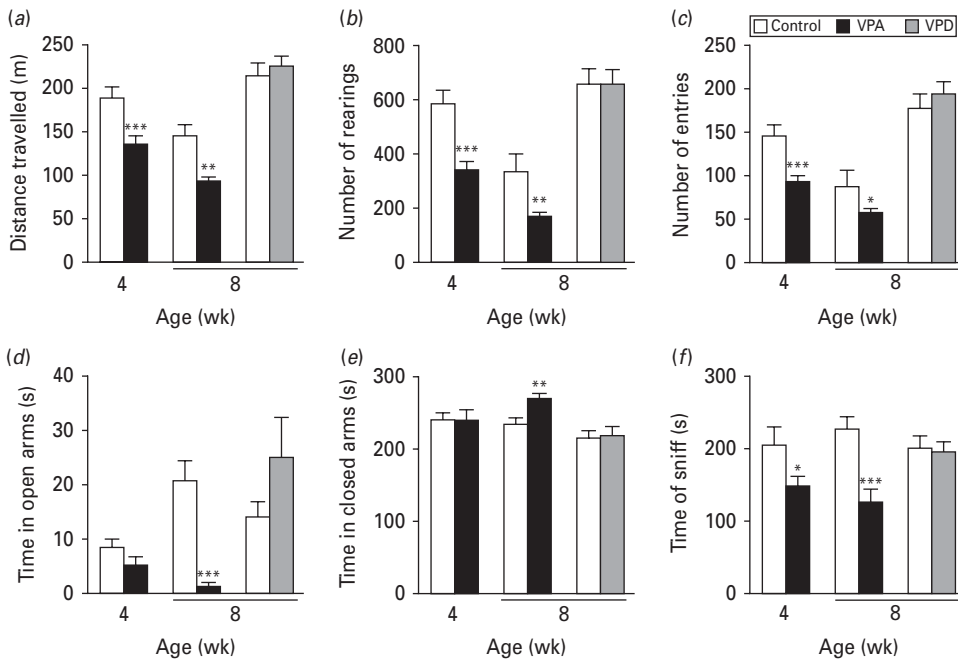 (a)
Distance travelled (m)
250
200
150
100
50
0
***
**
4
8
Age (wk)
(b)
Number of rearings
800
600
400
200
0
***
**
4
8
Age (wk)
(c)
Control VPA VPD
Number of entries
250
200
150
100
50
0
***
*
4
8
Age (wk)
(d)
Time in open arms (s)
40
30
20
10
0
***
4
8
Age (wk)
(e)
Time in closed arms (s)
300
200
100
0
**
4
8
Age (wk)
(f)
Time of sniff (s)
300
200
100
0
*
***
4
8
Age (wk)